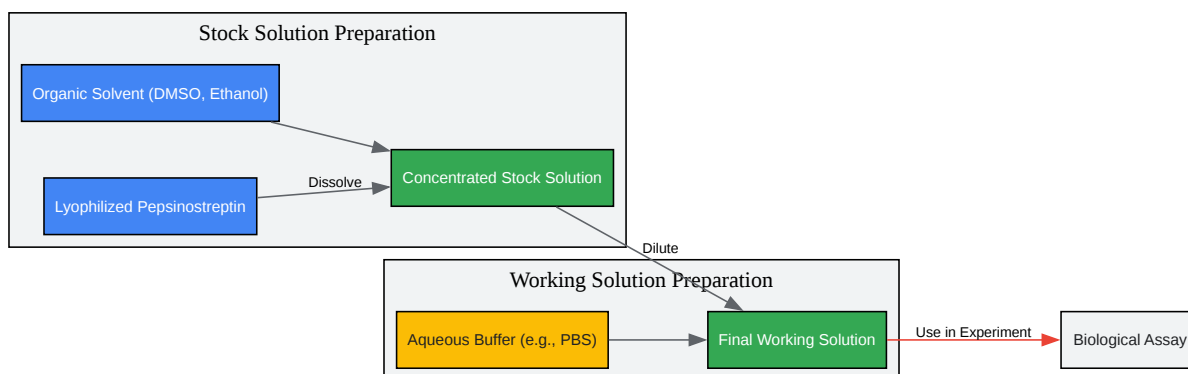 Stock Solution Preparation
Organic Solvent (DMSO, Ethanol)
Dissolve
Concentrated Stock Solution
Lyophilized Pepsinostreptin
Dilute
Working Solution Preparation
Aqueous Buffer (e.g., PBS)
Final Working Solution
Use in Experiment
Biological Assay